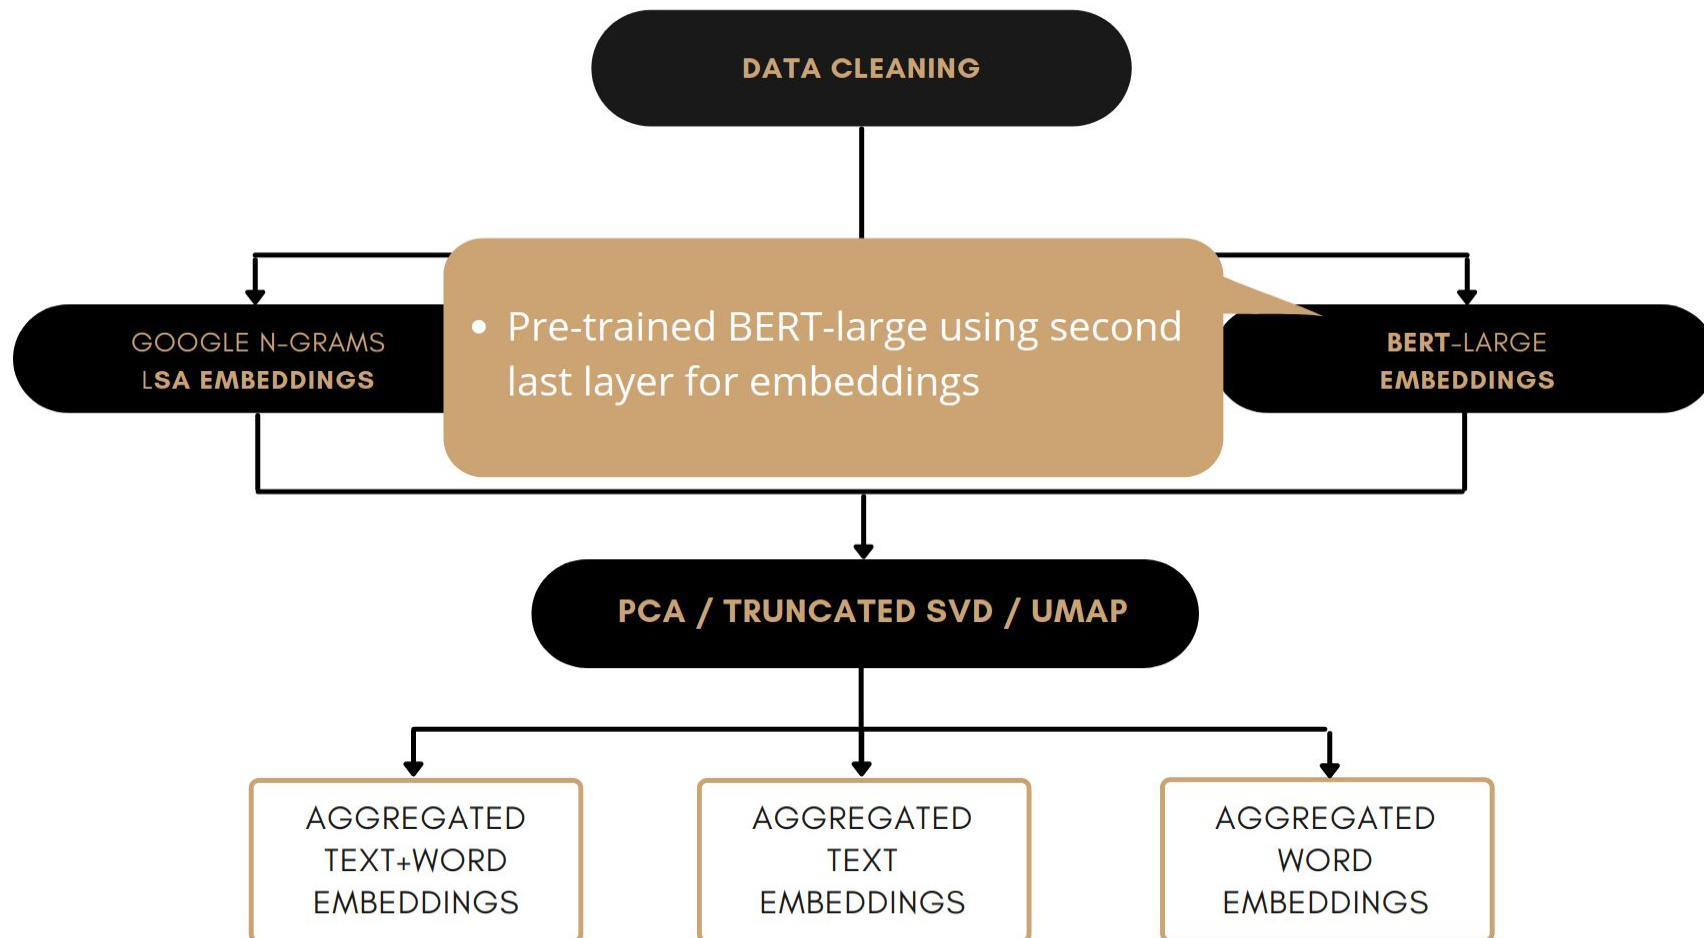 DATA CLEANING
GOOGLE N-GRAMS
LSA EMBEDDINGS
• Pre-trained BERT-large using second
last layer for embeddings
BERT-LARGE
EMBEDDINGS
PCA / TRUNCATED SVD / UMAP
AGGREGATED
TEXT+WORD
EMBEDDINGS
AGGREGATED
TEXT
EMBEDDINGS
AGGREGATED
WORD
EMBEDDINGS